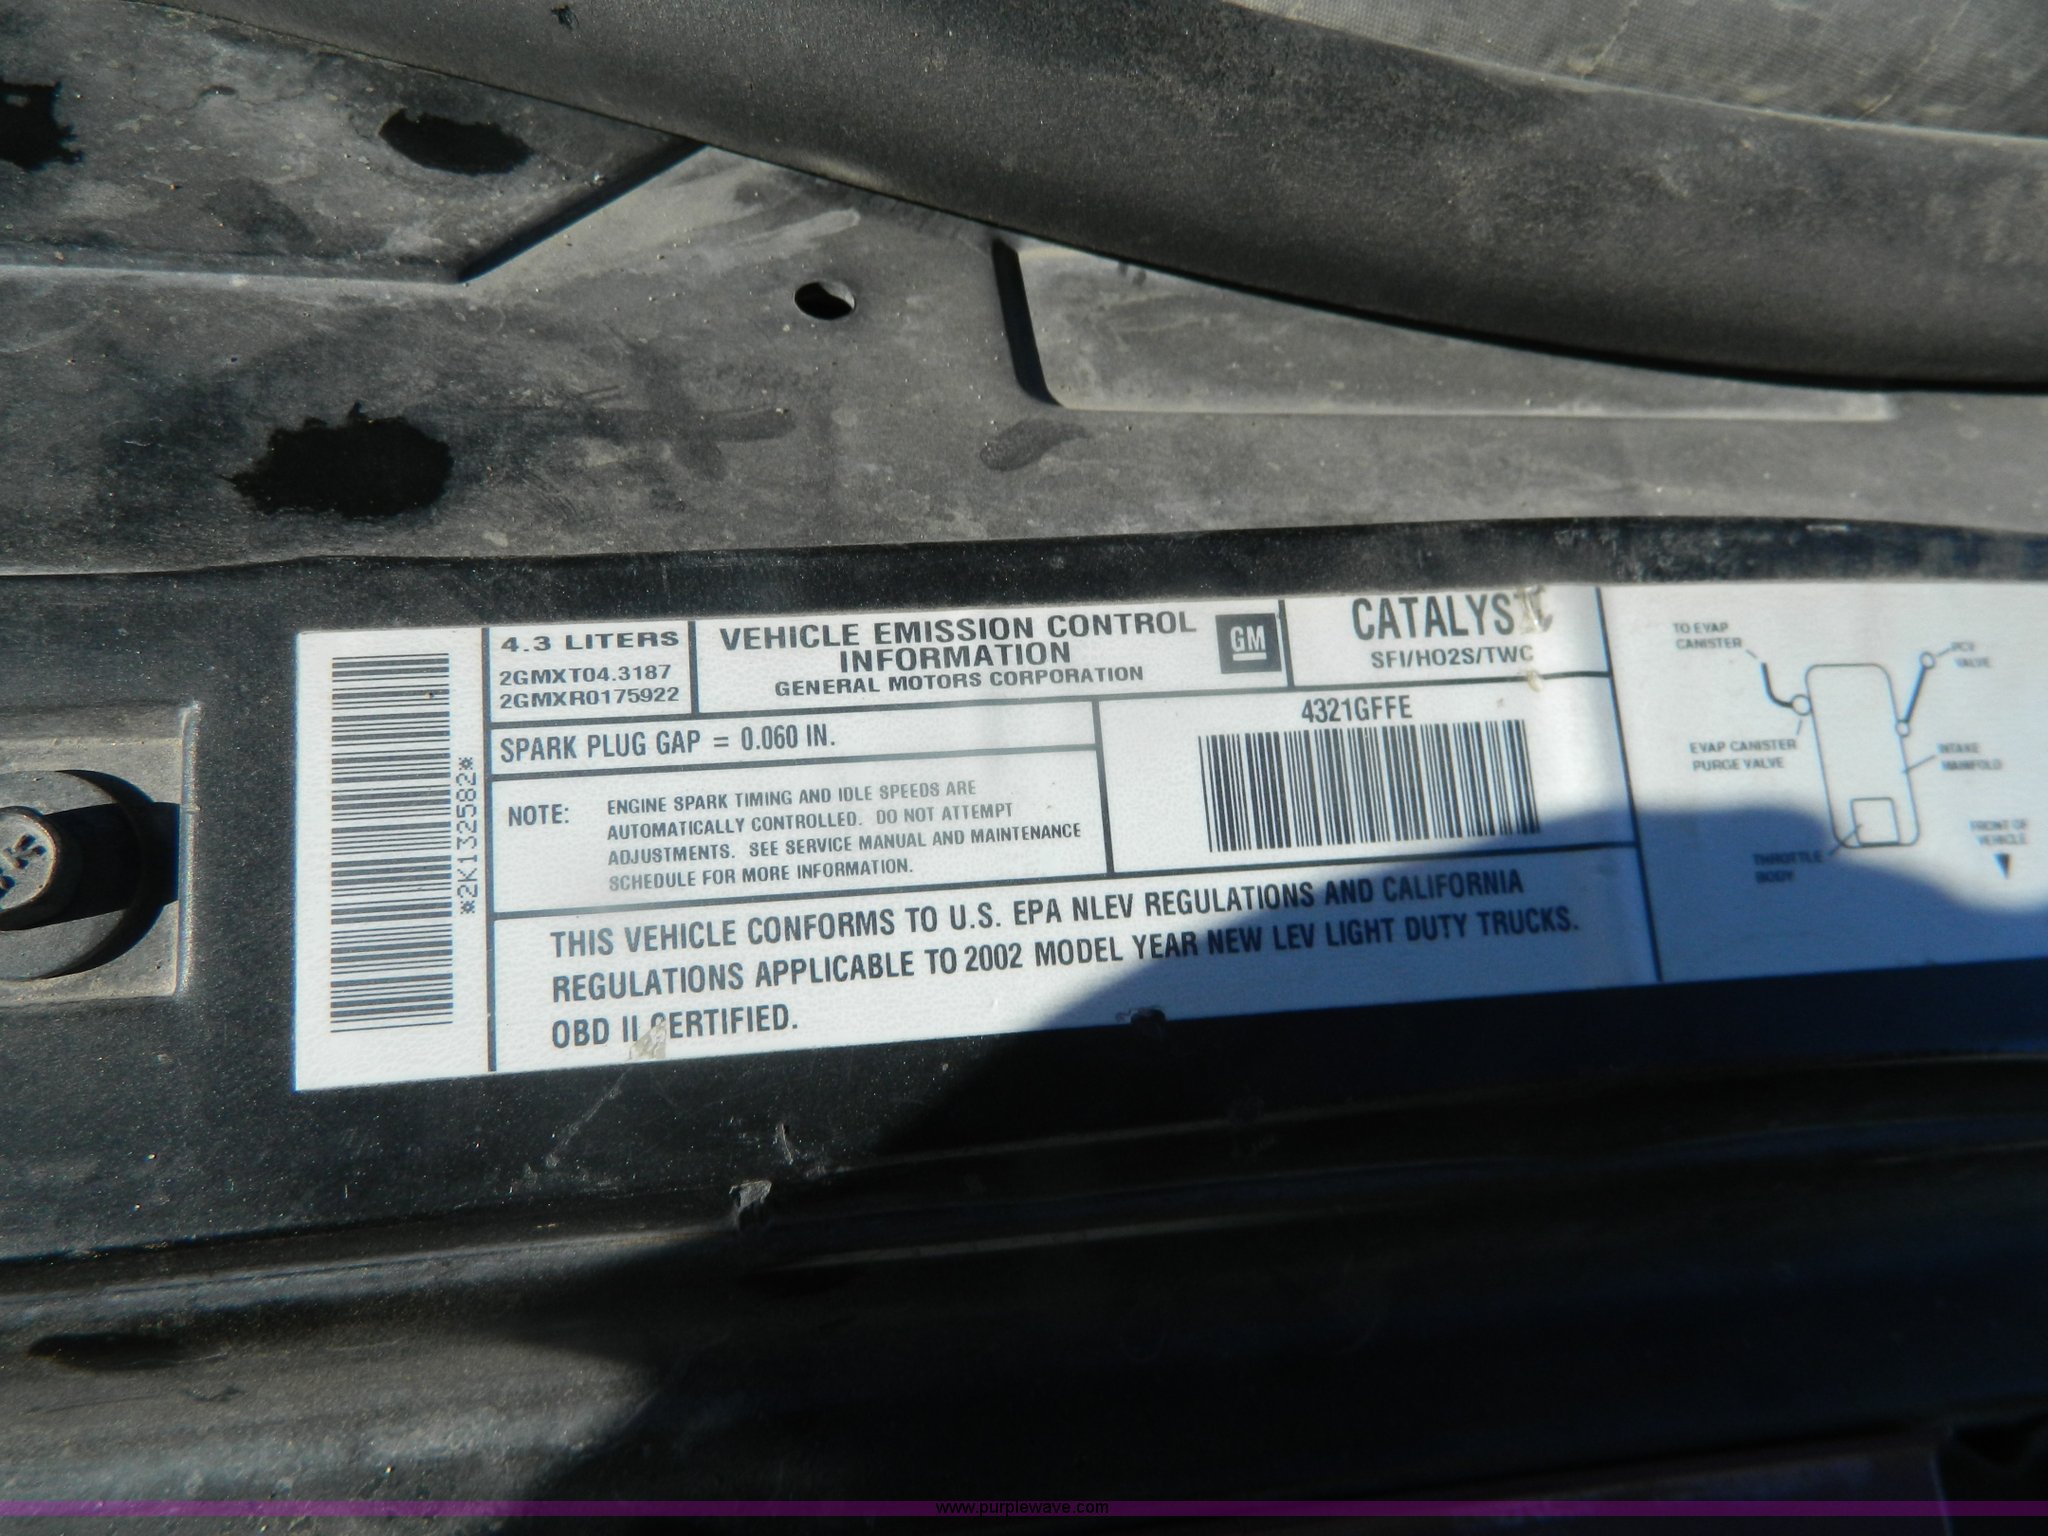 4.3 LITERS
2GMXT04.3187
2GMXR0175922
VEHICLE EMISSION CONTROL
INFORMATION
GENERAL MOTORS CORPORATION
GM
CATALYS
SFI/HO2S/TWC
SPARK PLUG GAP = 0.060 IN.
4321GFFE
NOTE: ENGINE SPARK TIMING AND IDLE SPEEDS ARE
AUTOMATICALLY CONTROLLED. DO NOT ATTEMPT
ADJUSTMENTS. SEE SERVICE MANUAL AND MAINTENANCE
SCHEDULE FOR MORE INFORMATION.
THIS VEHICLE CONFORMS TO U.S. EPA NLEV REGULATIONS AND CALIFORNIA
REGULATIONS APPLICABLE TO 2002 MODEL YEAR NEW LEV LIGHT DUTY TRUCKS.
OBD II CERTIFIED.
*2K132582*
TO EVAP
CANISTER
PCV
VALVE
EVAP CANISTER
PURGE VALVE
INTAKE
MANIFOLD
THROTTLE
BODY
FRONT OF
VEHICLE
www.purplewave.com